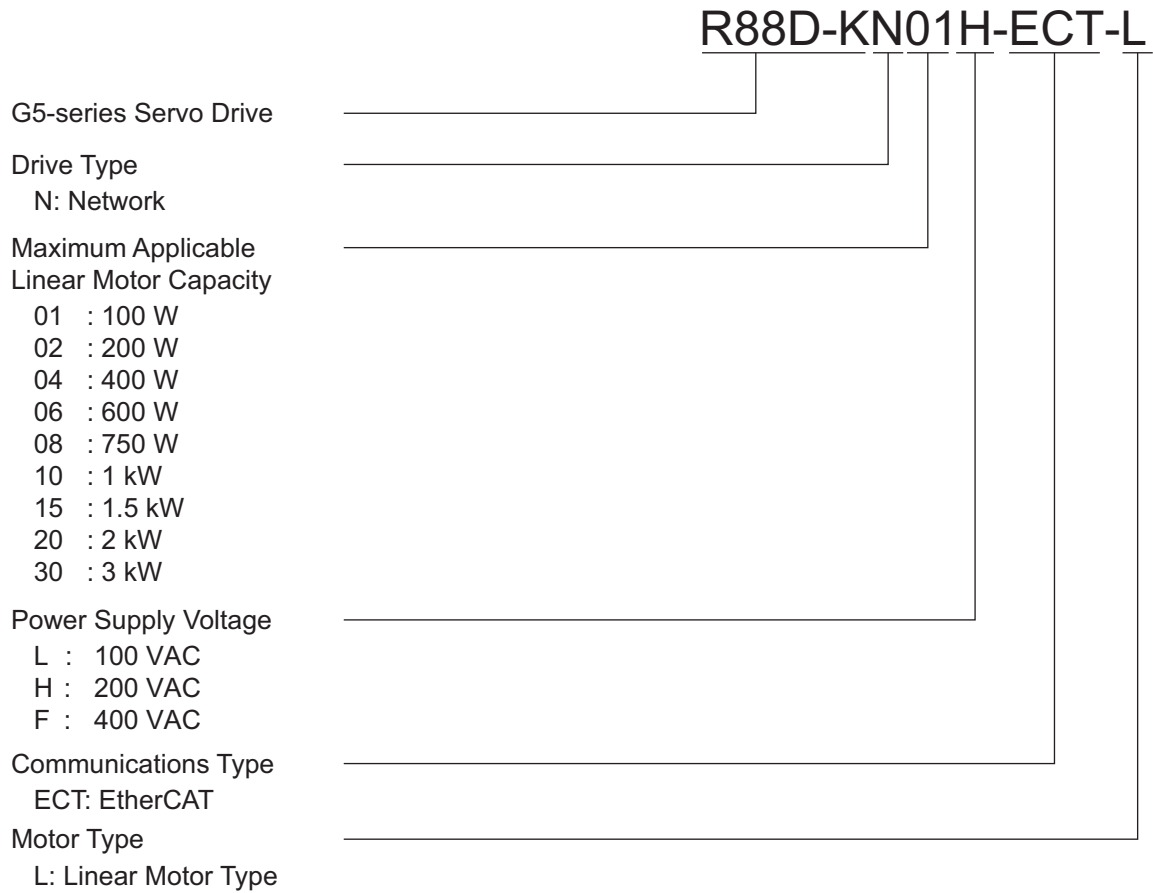 R88D-KN01H-ECT-L
G5-series Servo Drive
Drive Type
N: Network
Maximum Applicable
Linear Motor Capacity
01 : 100 W
02 : 200 W
04 : 400 W
06 : 600 W
08 : 750 W
10 : 1 kW
15 : 1.5 kW
20 : 2 kW
30 : 3 kW
Power Supply Voltage
L : 100 VAC
H : 200 VAC
F : 400 VAC
Communications Type
ECT: EtherCAT
Motor Type
L: Linear Motor Type